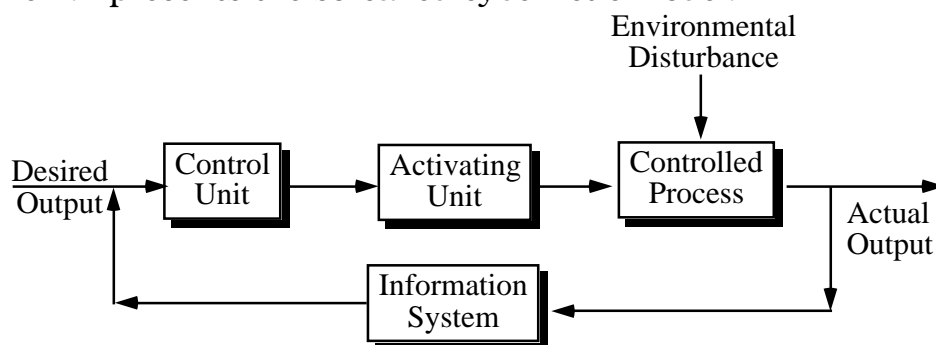 Environmental
Disturbance
Desired
Output
Control
Unit
Activating
Unit
Controlled
Process
Actual
Output
Information
System